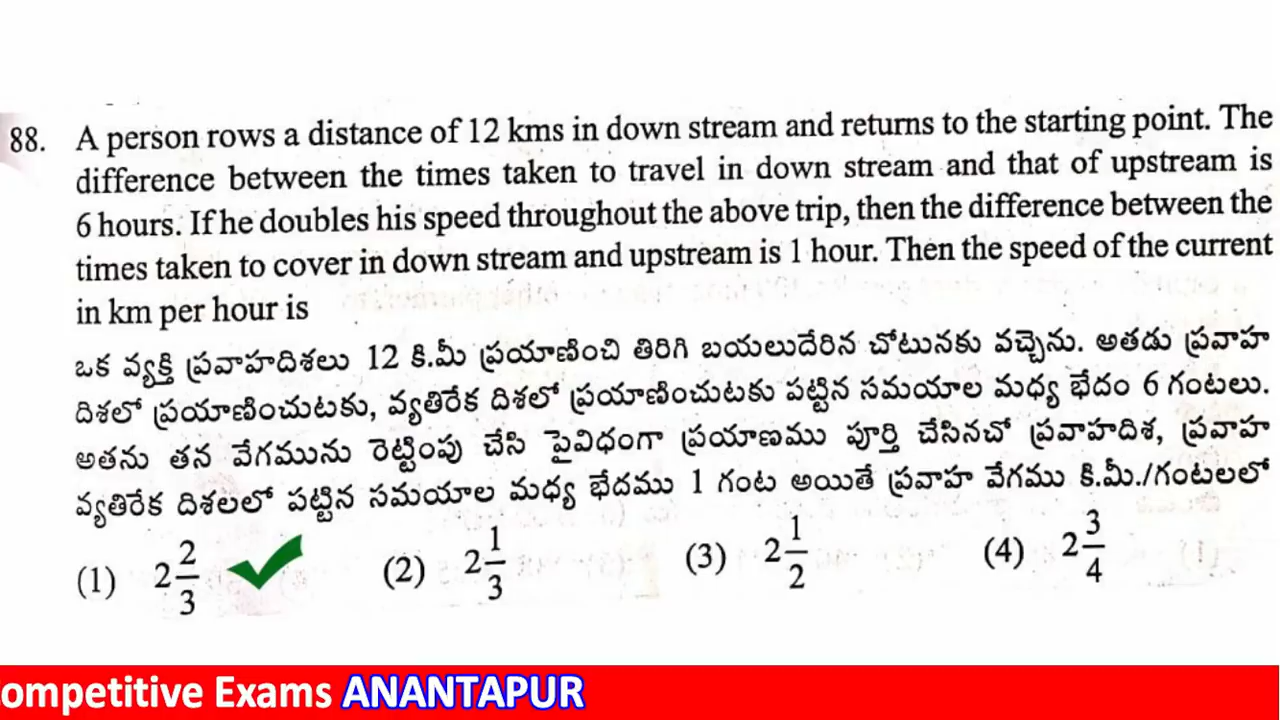 88. A person rows a distance of 12 kms in down stream and returns to the starting point. The
difference between the times taken to travel in down stream and that of upstream is
6 hours. If he doubles his speed throughout the above trip, then the difference between the
times taken to cover in down stream and upstream is 1 hour. Then the speed of the current
in km per hour is
ఒక వ్యక్తి ప్రవాహదిశలు 12 కి.మీ ప్రయాణించి తిరిగి బయలుదేరిన చోటునకు వచ్చెను. అతడు ప్రవాహ
దిశలో ప్రయాణించుటకు, వ్యతిరేక దిశలో ప్రయాణించుటకు పట్టిన సమయాల మధ్య భేదం 6 గంటలు.
అతను తన వేగమును రెట్టింపు చేసి పైవిధంగా ప్రయాణము పూర్తి చేసినచో ప్రవాహదిశ, ప్రవాహ
వ్యతిరేక దిశలలో పట్టిన సమయాల మధ్య భేదము 1 గంట అయితే ప్రవాహ వేగము కి.మీ./గంటలలో
(1) 2 2/3 (2) 2 1/3 (3) 2 1/2 (4) 2 3/4
ompetitive Exams ANANTAPUR